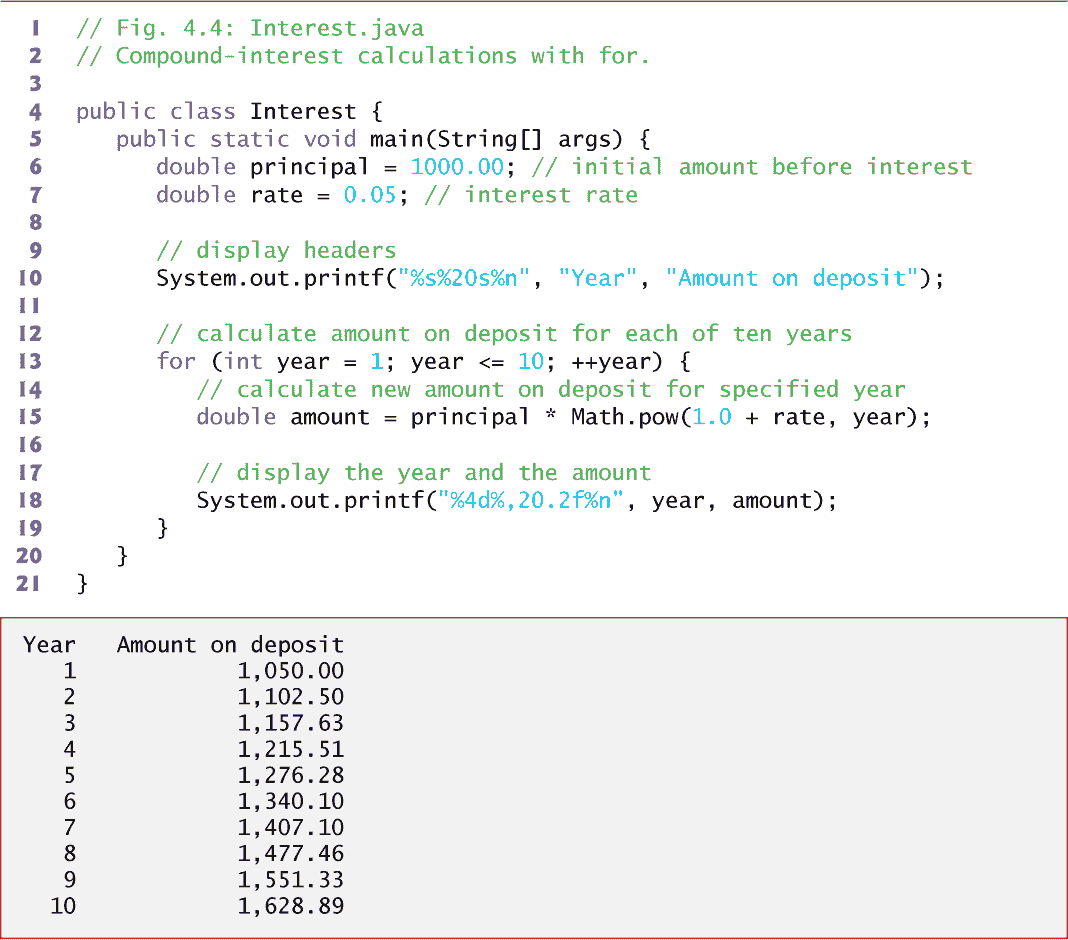 1 // Fig. 4.4: Interest.java
2 // Compound-interest calculations with for.
3
4 public class Interest {
5    public static void main(String[] args) {
6       double principal = 1000.00; // initial amount before interest
7       double rate = 0.05; // interest rate
8
9       // display headers
10       System.out.printf("%s%20s%n", "Year", "Amount on deposit");
11
12       // calculate amount on deposit for each of ten years
13       for (int year = 1; year <= 10; ++year) {
14          // calculate new amount on deposit for specified year
15          double amount = principal * Math.pow(1.0 + rate, year);
16
17          // display the year and the amount
18          System.out.printf("%4d%,20.2f%n", year, amount);
19       }
20    }
21 }
Year   Amount on deposit
   1            1,050.00
   2            1,102.50
   3            1,157.63
   4            1,215.51
   5            1,276.28
   6            1,340.10
   7            1,407.10
   8            1,477.46
   9            1,551.33
  10            1,628.89